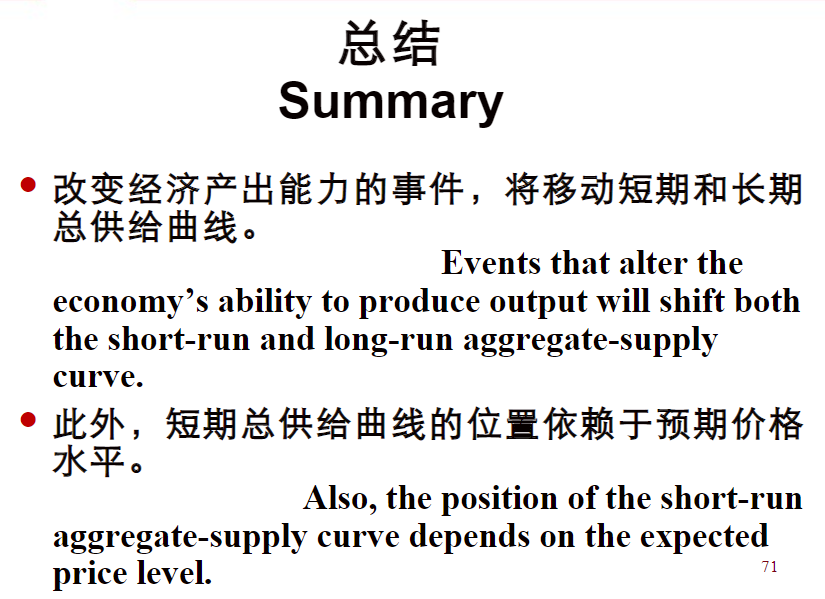 总结
Summary
改变经济产出能力的事件，将移动短期和长期
总供给曲线。
Events that alter the
economy’s ability to produce output will shift both
the short-run and long-run aggregate-supply
curve.
此外，短期总供给曲线的位置依赖于预期价格
水平。
Also, the position of the short-run
aggregate-supply curve depends on the expected
price level.
71